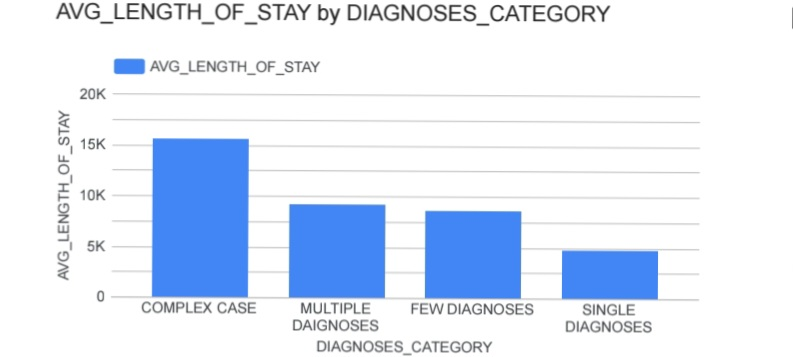 AVG_LENGTH_OF_STAY by DIAGNOSES_CATEGORY
AVG_LENGTH_OF_STAY
AVG_LENGTH_OF_STAY
20K
15K
10K
5K
0
COMPLEX CASE
MULTIPLE
DAIGNOSES
FEW DIAGNOSES
SINGLE
DIAGNOSES
DIAGNOSES_CATEGORY